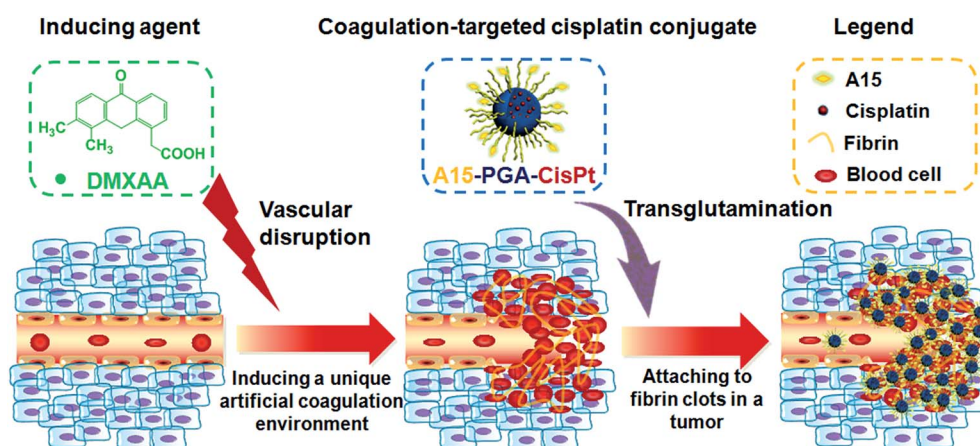 Inducing agent
Coagulation-targeted cisplatin conjugate
Legend
O
H₃C
CH₃
COOH
DMXAA
A15-PGA-CisPt
A15
Cisplatin
Fibrin
Blood cell
Vascular
disruption
Transglutamination
Inducing a unique
artificial coagulation
environment
Attaching to
fibrin clots in a
tumor